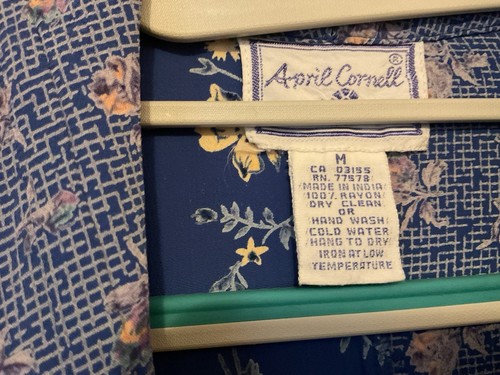 April Cornell®
M
CA 03155
RN. 77578
MADE IN INDIA
100% RAYON
DRY CLEAN
OR
HAND WASH
COLD WATER
HANG TO DRY
IRON AT LOW
TEMPERATURE